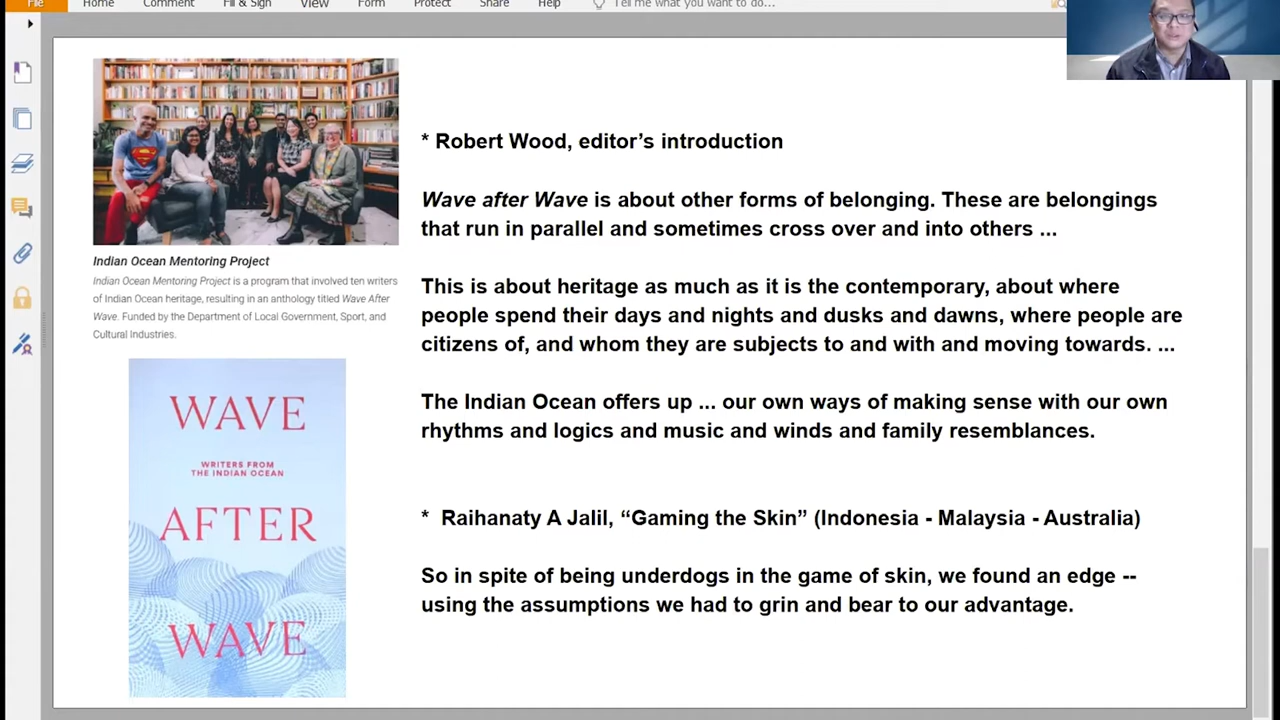 File Home Comment Fill & Sign View Form Protect Share Help Tell me what you want to do...
* Robert Wood, editor’s introduction
Wave after Wave is about other forms of belonging. These are belongings
that run in parallel and sometimes cross over and into others ...
This is about heritage as much as it is the contemporary, about where
people spend their days and nights and dusks and dawns, where people are
citizens of, and whom they are subjects to and with and moving towards. ...
The Indian Ocean offers up ... our own ways of making sense with our own
rhythms and logics and music and winds and family resemblances.
* Raihanaty A Jalil, “Gaming the Skin” (Indonesia - Malaysia - Australia)
So in spite of being underdogs in the game of skin, we found an edge --
using the assumptions we had to grin and bear to our advantage.
Indian Ocean Mentoring Project
Indian Ocean Mentoring Project is a program that involved ten writers
of Indian Ocean heritage, resulting in an anthology titled Wave After
Wave. Funded by the Department of Local Government, Sport, and
Cultural Industries.
WAVE
WRITERS FROM
THE INDIAN OCEAN
AFTER
WAVE